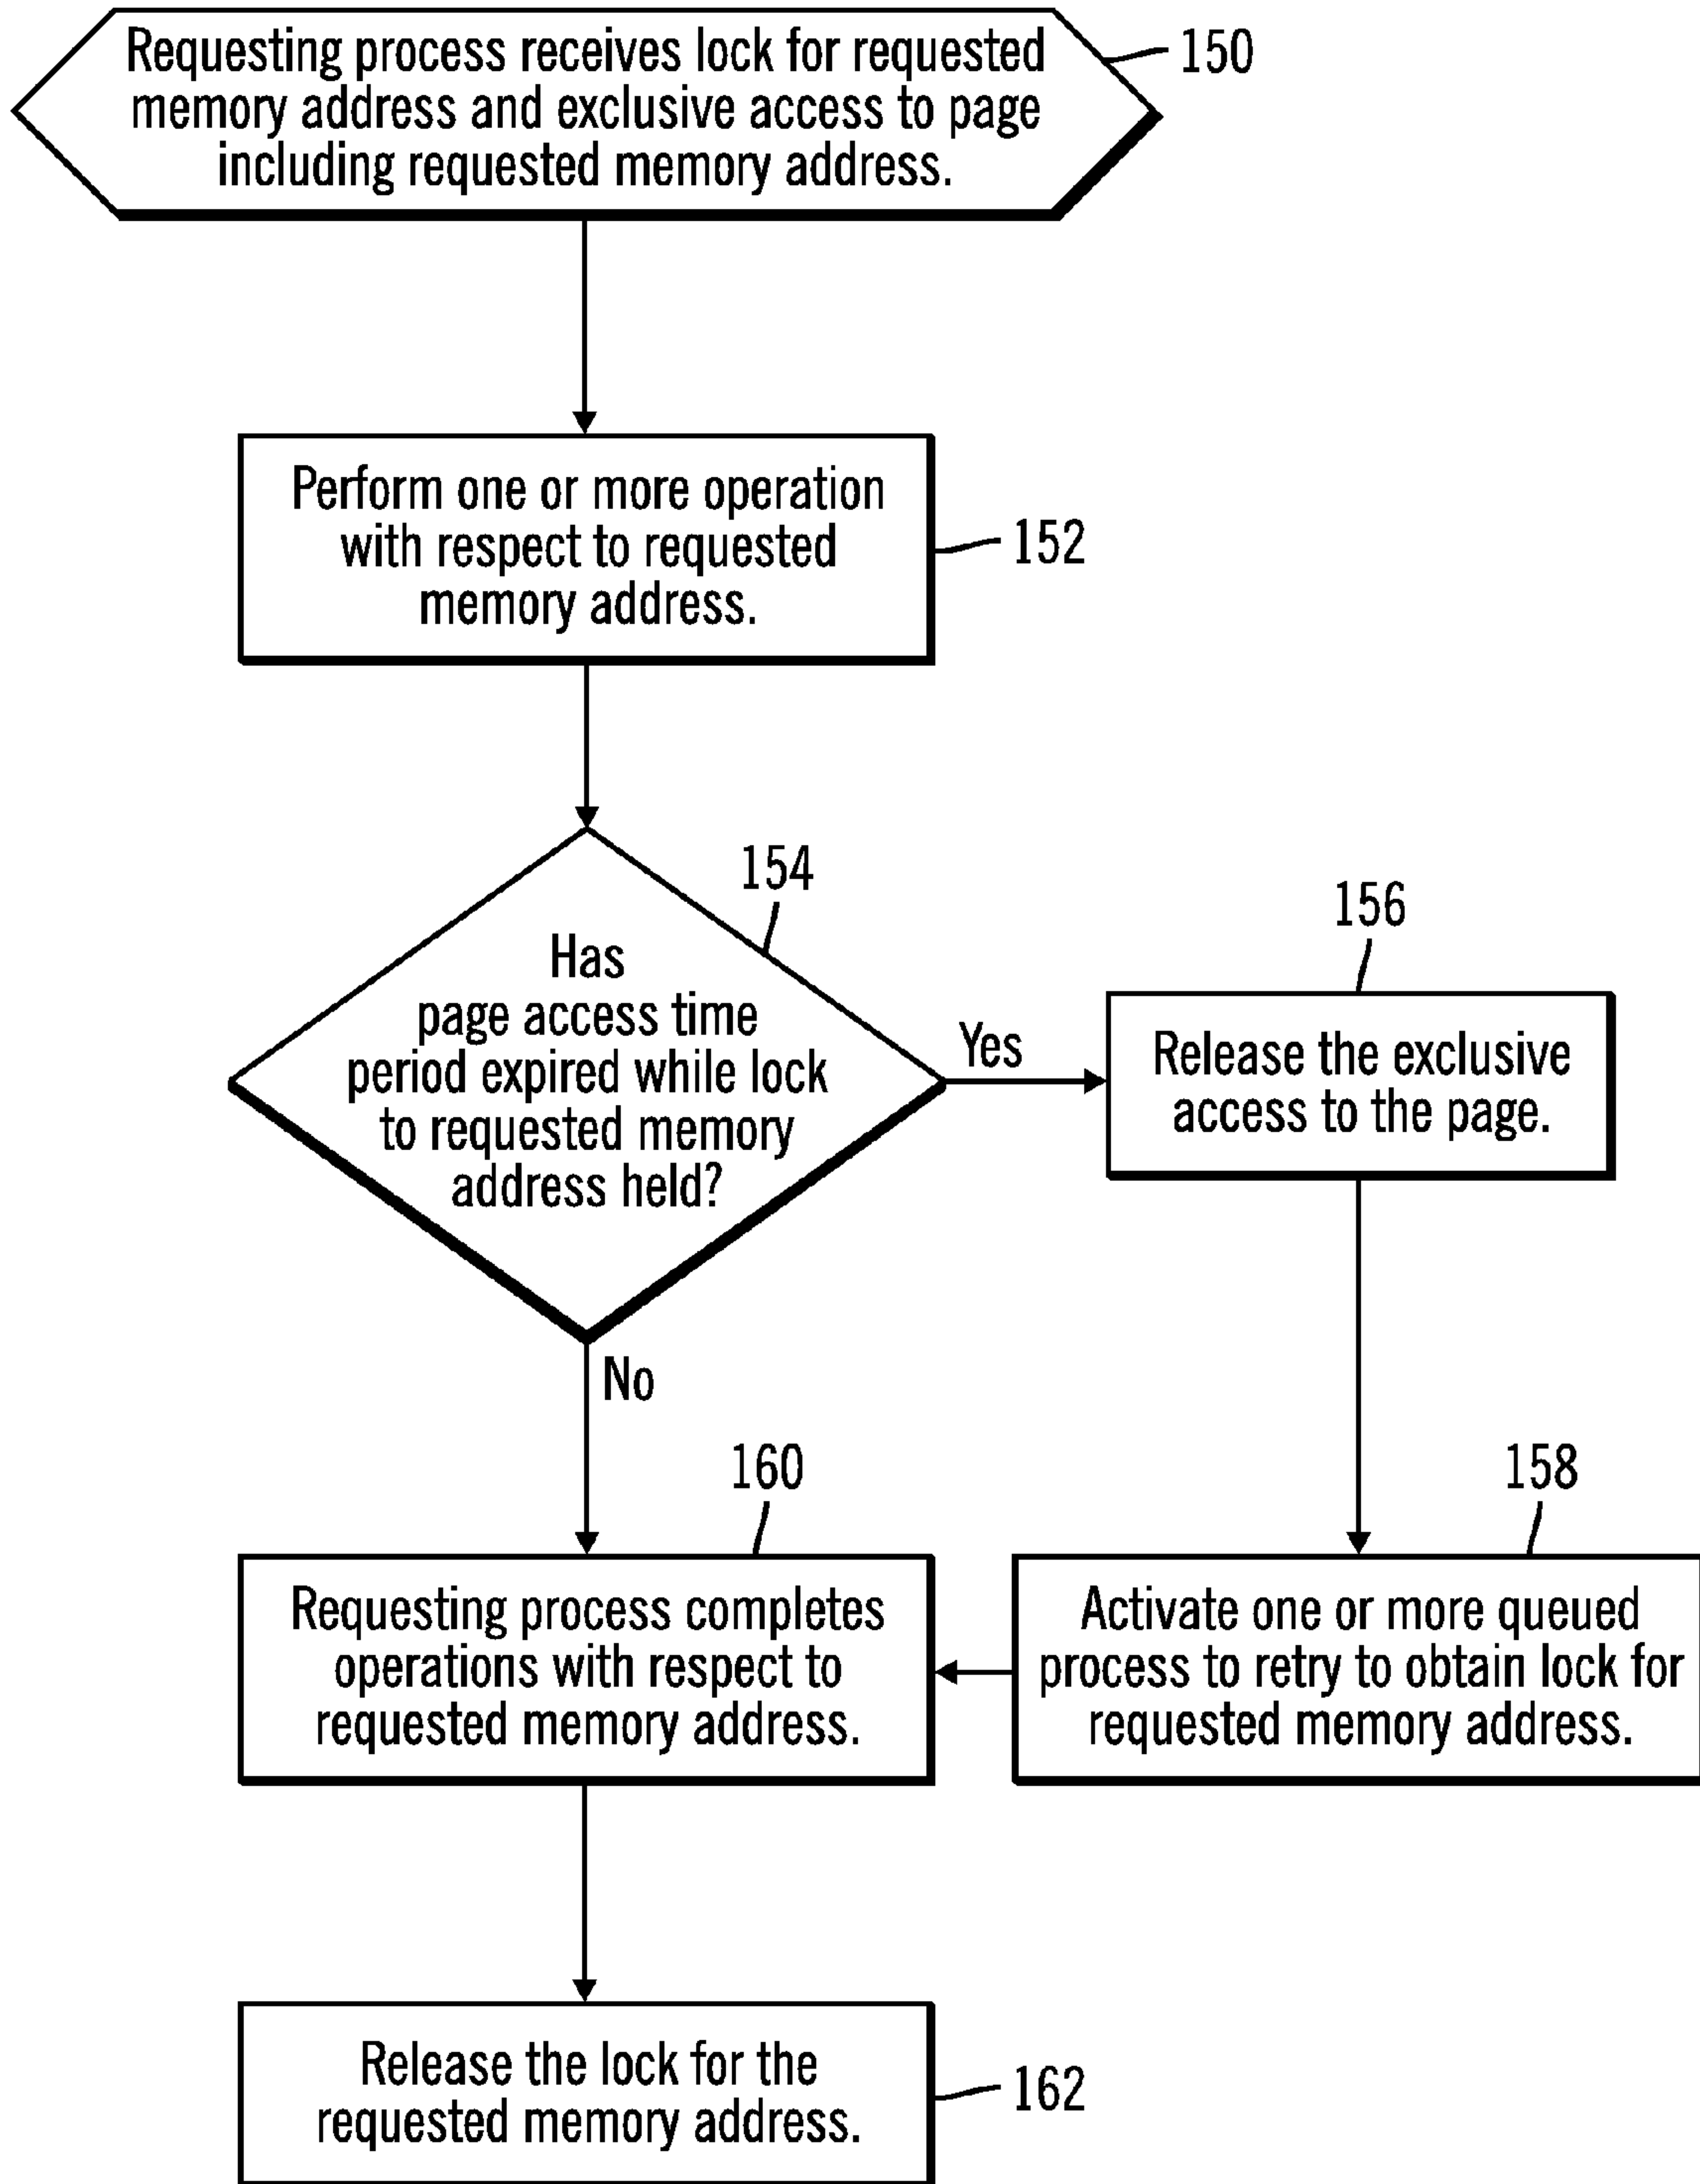 Requesting process receives lock for requested
memory address and exclusive access to page
including requested memory address.
150
Perform one or more operation
with respect to requested
memory address.
152
154
Has
page access time
period expired while lock
to requested memory
address held?
Yes
No
156
Release the exclusive
access to the page.
158
Activate one or more queued
process to retry to obtain lock for
requested memory address.
160
Requesting process completes
operations with respect to
requested memory address.
Release the lock for the
requested memory address.
162